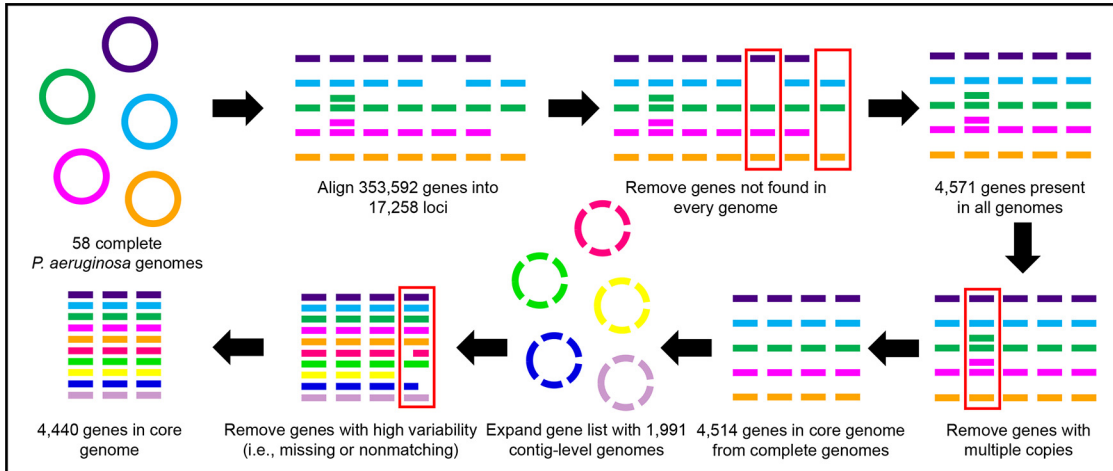 58 complete
P. aeruginosa genomes
Align 353,592 genes into
17,258 loci
Remove genes not found in
every genome
4,571 genes present
in all genomes
Remove genes with
multiple copies
4,514 genes in core genome
from complete genomes
Expand gene list with 1,991
contig-level genomes
Remove genes with high variability
(i.e., missing or nonmatching)
4,440 genes in core
genome